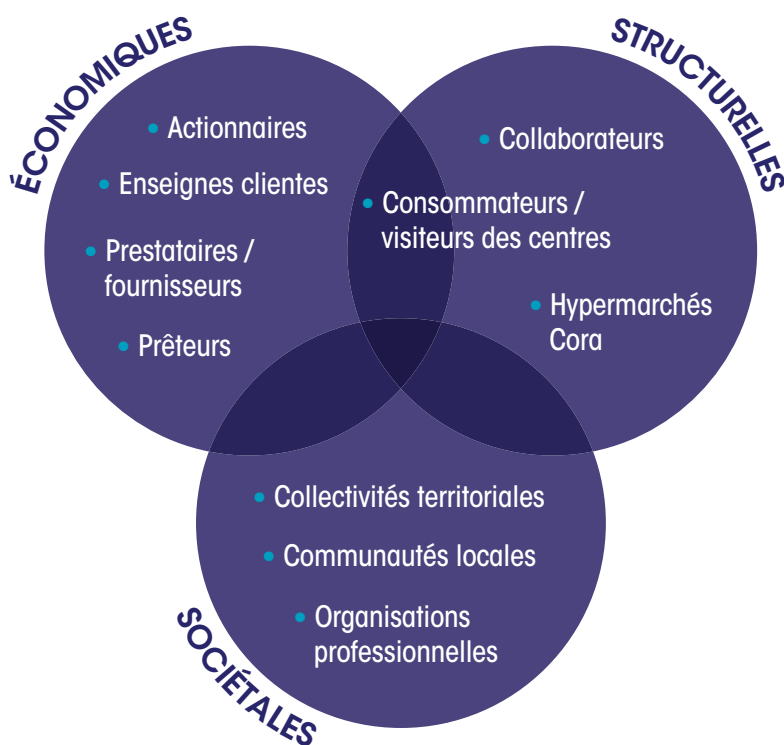 ÉCONOMIQUES
• Actionnaires
• Enseignes clientes
• Prestataires /
fournisseurs
• Prêteurs
STRUCTURELLES
• Collaborateurs
• Consommateurs /
visiteurs des centres
• Hypermarchés
Cora
• Collectivités territoriales
• Communautés locales
• Organisations
professionnelles
SOCIÉTALES